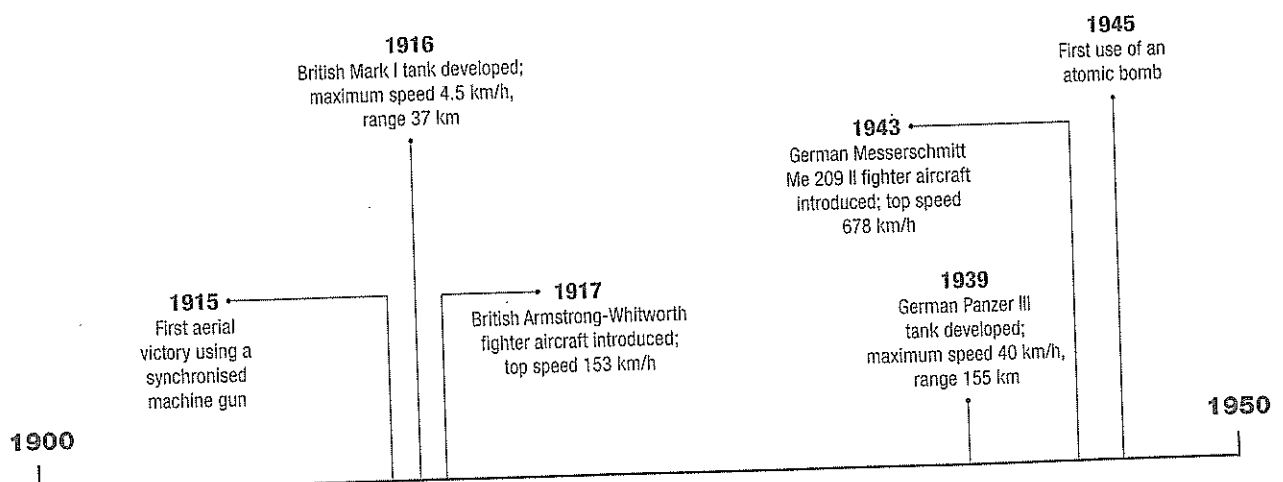 1916
British Mark I tank developed;
maximum speed 4.5 km/h,
range 37 km
1945
First use of an
atomic bomb
1943
German Messerschmitt
Me 209 II fighter aircraft
introduced; top speed
678 km/h
1915
First aerial
victory using a
synchronised
machine gun
1917
British Armstrong-Whitworth
fighter aircraft introduced;
top speed 153 km/h
1939
German Panzer III
tank developed;
maximum speed 40 km/h,
range 155 km
1900
1950